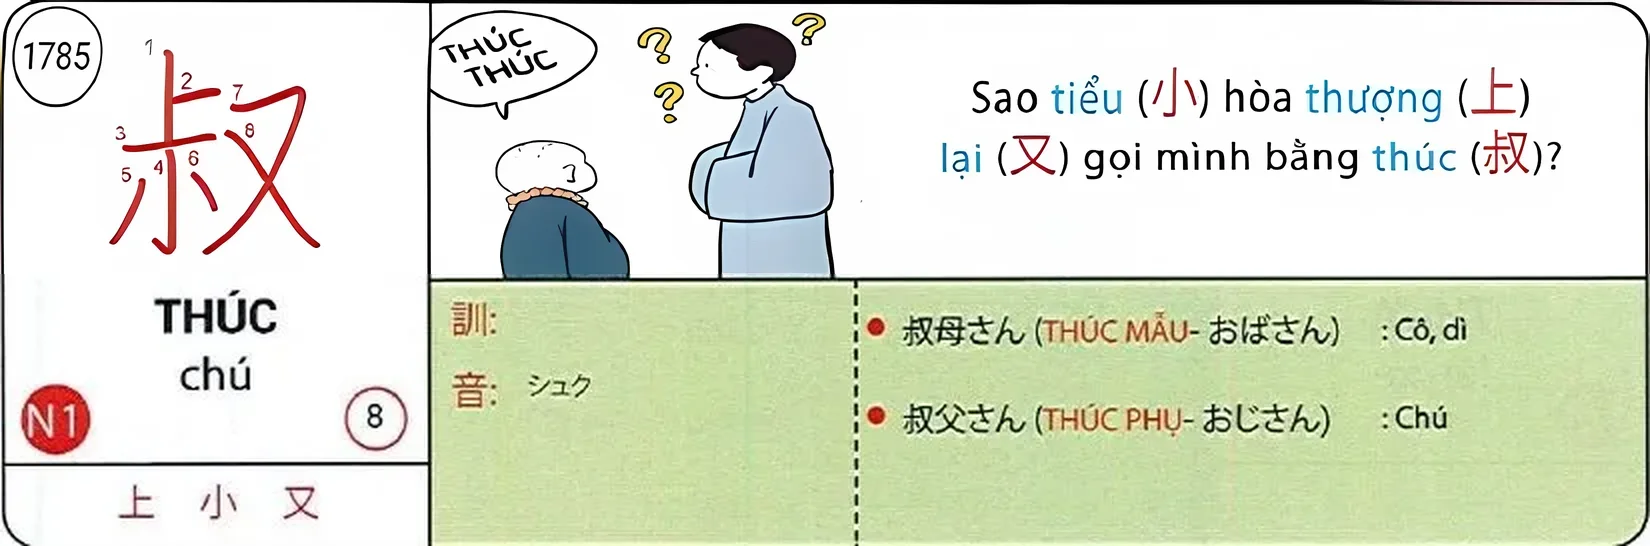 1785
1
2
3
4
5
6
7
8
叔
THÚC
chú
N1
8
上 小 又
THÚC
THÚC
?
?
?
Sao tiểu (小) hòa thượng (上)
lại (又) gọi mình bằng thúc (叔)?
訓:
音: シュク
● 叔母さん (THÚC MẪU- おばさん) : Cô, dì
● 叔父さん (THÚC PHỤ- おじさん) : Chú